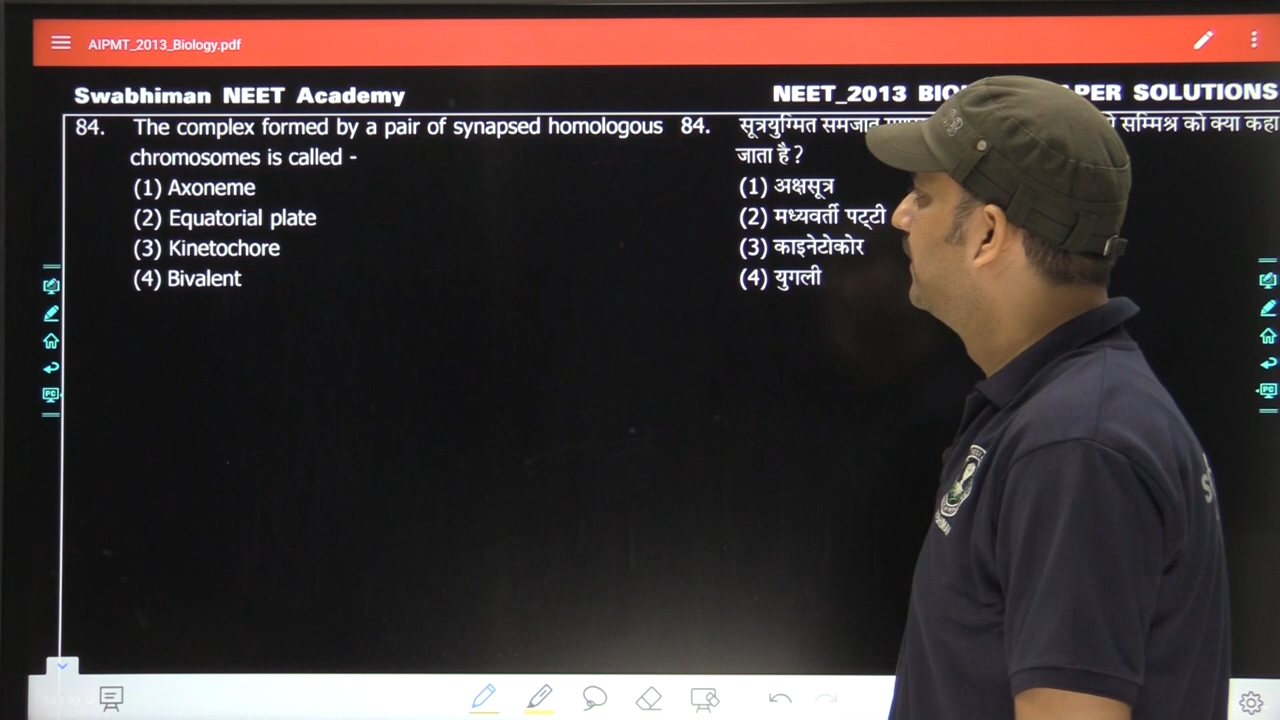 AIPMT_2013_Biology.pdf
Swabhiman NEET Academy
NEET_2013 SOLUTIONS
84. The complex formed by a pair of synapsed homologous
chromosomes is called -
(1) Axoneme
(2) Equatorial plate
(3) Kinetochore
(4) Bivalent
84. सूत्रयुग्मित समजात सम्मिश्र को क्या कहा
जाता है ?
(1) अक्षसूत्र
(2) मध्यवर्ती पट्टी
(3) काइनेटोकोर
(4) युगली
PC
PC